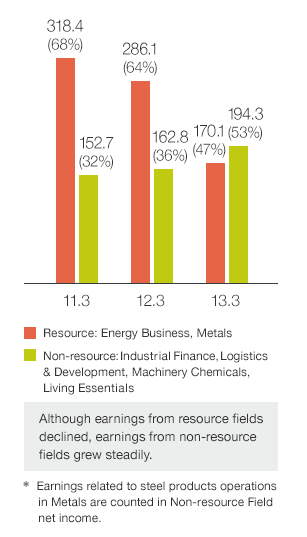 318.4
(68%)
286.1
(64%)
194.3
(53%)
170.1
(47%)
152.7
(32%)
162.8
(36%)
11.3
12.3
13.3
Resource: Energy Business, Metals
Non-resource: Industrial Finance, Logistics
& Development, Machinery Chemicals,
Living Essentials
Although earnings from resource fields
declined, earnings from non-resource
fields grew steadily.
* Earnings related to steel products operations
in Metals are counted in Non-resource Field
net income.